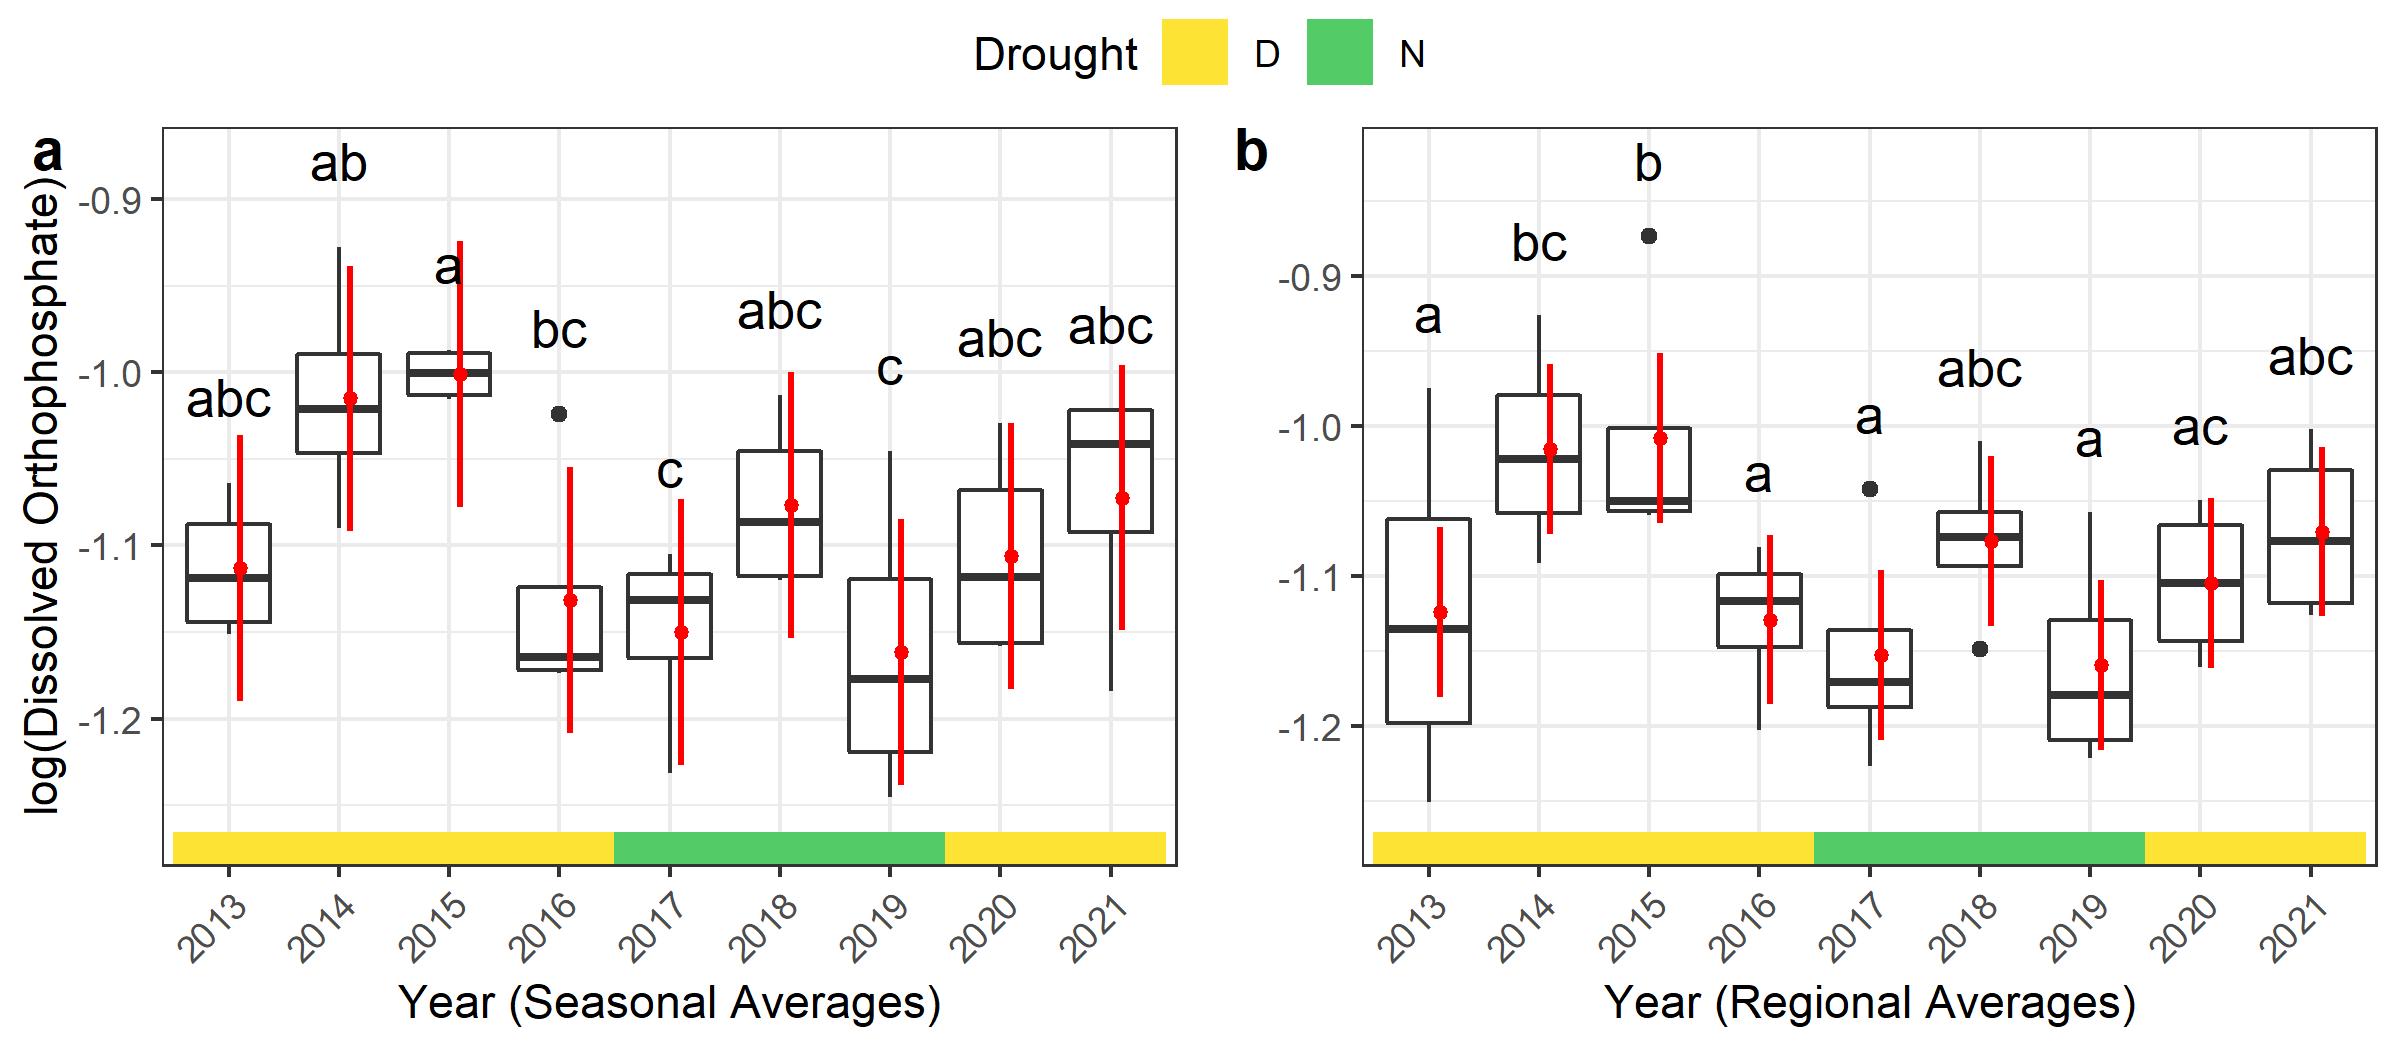 Drought D N
a
log(Dissolved Orthophosphate)
-0.9
-1.0
-1.1
-1.2
abc ab a bc c abc c abc abc
2013 2014 2015 2016 2017 2018 2019 2020 2021
Year (Seasonal Averages)
b
-0.9
-1.0
-1.1
-1.2
a bc b a a abc a ac abc
2013 2014 2015 2016 2017 2018 2019 2020 2021
Year (Regional Averages)